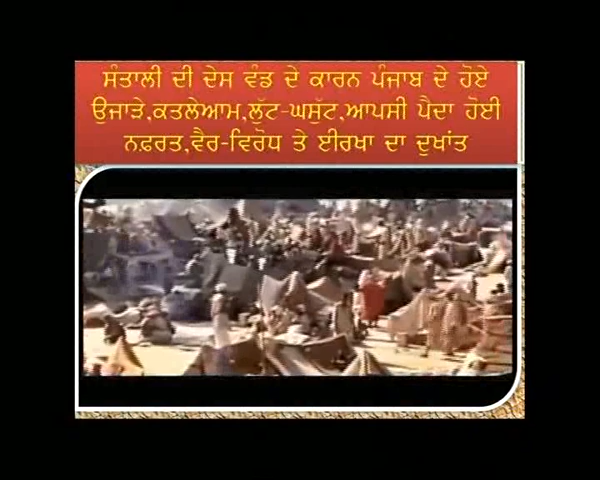 ਸੰਤਾਲੀ ਦੀ ਦੇਸ ਵੰਡ ਦੇ ਕਾਰਨ ਪੰਜਾਬ ਦੇ ਹੋਏ
ਉਜਾੜੇ,ਕਤਲੇਆਮ,ਲੁੱਟ-ਘਸੁੱਟ,ਆਪਸੀ ਪੈਦਾ ਹੋਈ
ਨਫ਼ਰਤ,ਵੈਰ-ਵਿਰੋਧ ਤੇ ਈਰਖਾ ਦਾ ਦੁਖਾਂਤ